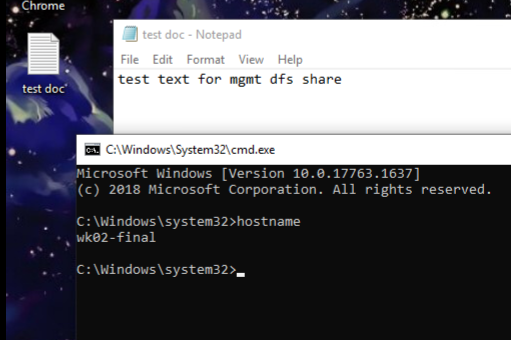 Chrome
test doc
test doc - Notepad
File Edit Format View Help
test text for mgmt dfs share
C:\Windows\System32\cmd.exe
Microsoft Windows [Version 10.0.17763.1637]
(c) 2018 Microsoft Corporation. All rights reserved.
C:\Windows\system32>hostname
wk02-final
C:\Windows\system32>